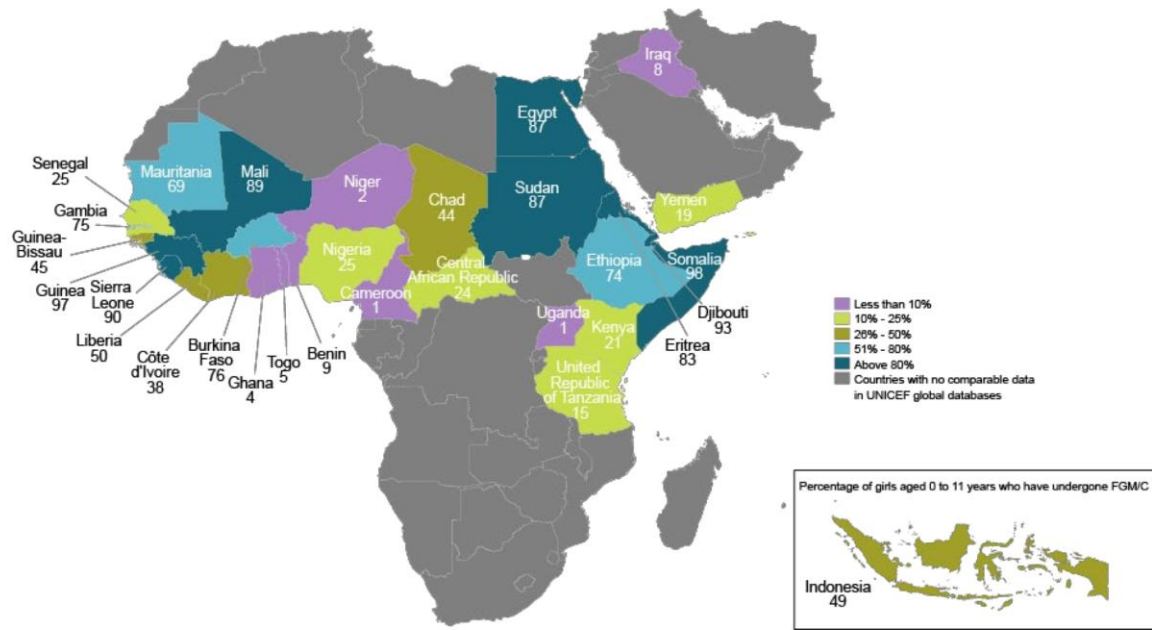 Iraq
8
Egypt
87
Senegal
25
Mauritania
69
Mali
89
Niger
2
Chad
44
Sudan
87
Yemen
19
Gambia
75
Guinea-
Bissau
45
Nigeria
25
Central
African Republic
24
Ethiopia
74
Somalia
98
Guinea
97
Sierra
Leone
90
Cameroon
1
Uganda
1
Kenya
21
Djibouti
93
Eritrea
83
Liberia
50
Côte
d'Ivoire
38
Burkina
Faso
76
Ghana
4
Togo
5
Benin
9
United
Republic
of Tanzania
15
Less than 10%
10% - 25%
26% - 50%
51% - 80%
Above 80%
Countries with no comparable data
in UNICEF global databases
Percentage of girls aged 0 to 11 years who have undergone FGM/C
Indonesia
49